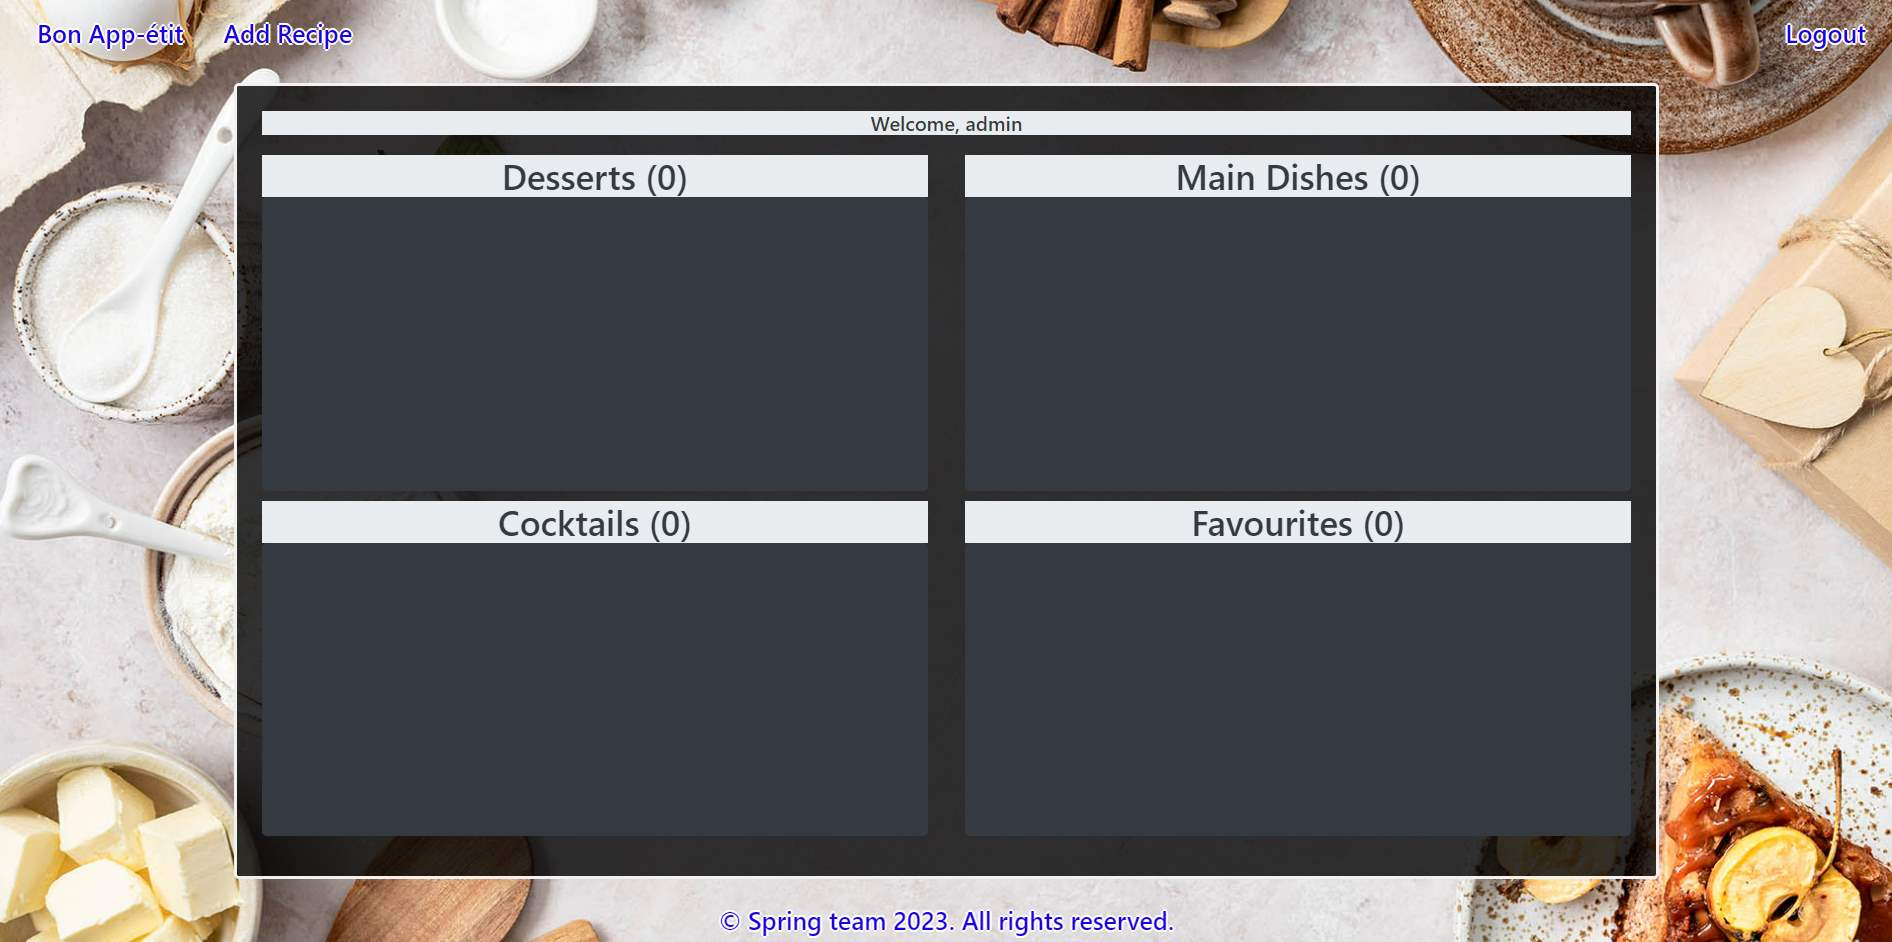 Bon App-étit Add Recipe Logout
Welcome, admin
Desserts (0)
Main Dishes (0)
Cocktails (0)
Favourites (0)
© Spring team 2023. All rights reserved.